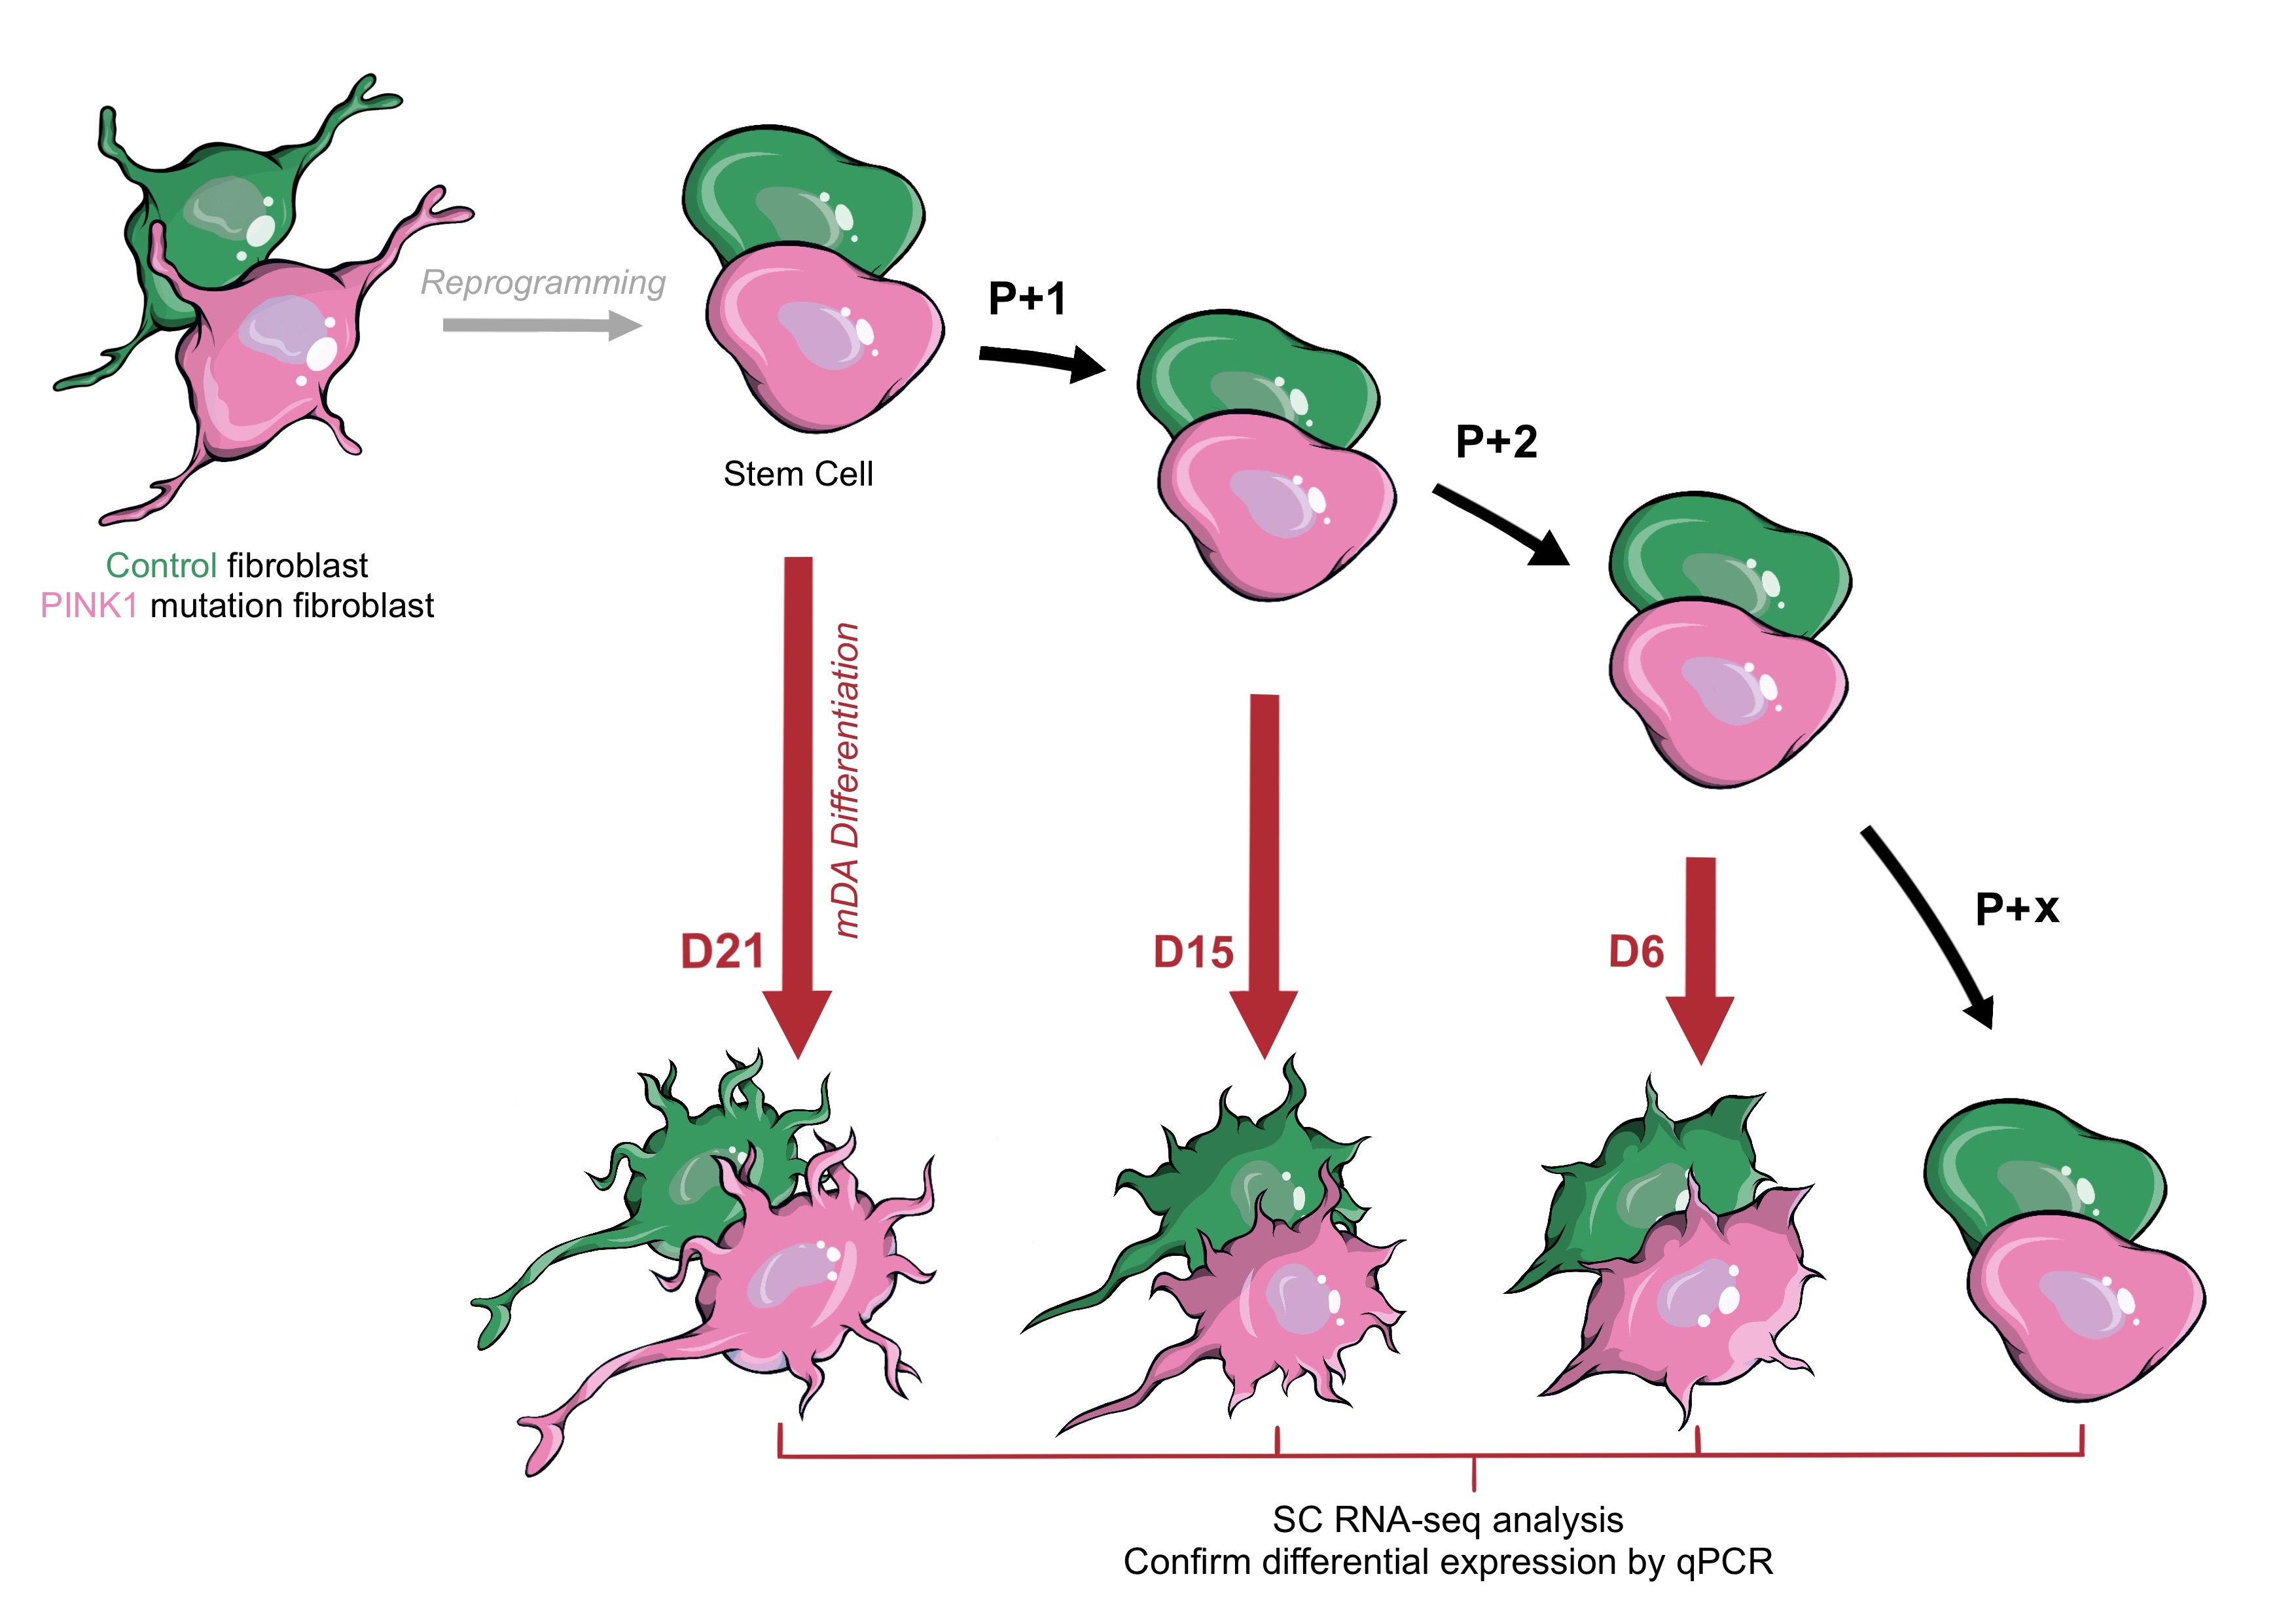 Reprogramming
P+1
P+2
Stem Cell
Control fibroblast
PINK1 mutation fibroblast
mDA Differentiation
D21
D15
D6
P+x
SC RNA-seq analysis
Confirm differential expression by qPCR